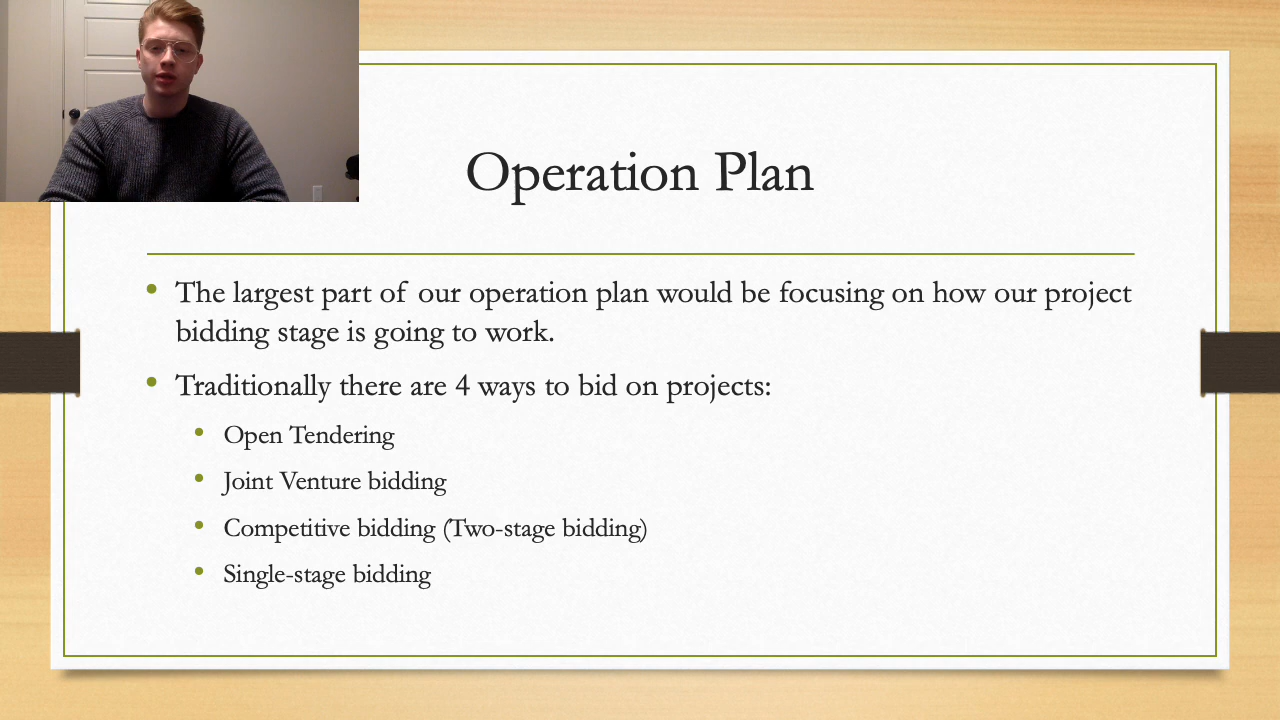 Operation Plan
• The largest part of our operation plan would be focusing on how our project
bidding stage is going to work.
• Traditionally there are 4 ways to bid on projects:
• Open Tendering
• Joint Venture bidding
• Competitive bidding (Two-stage bidding)
• Single-stage bidding